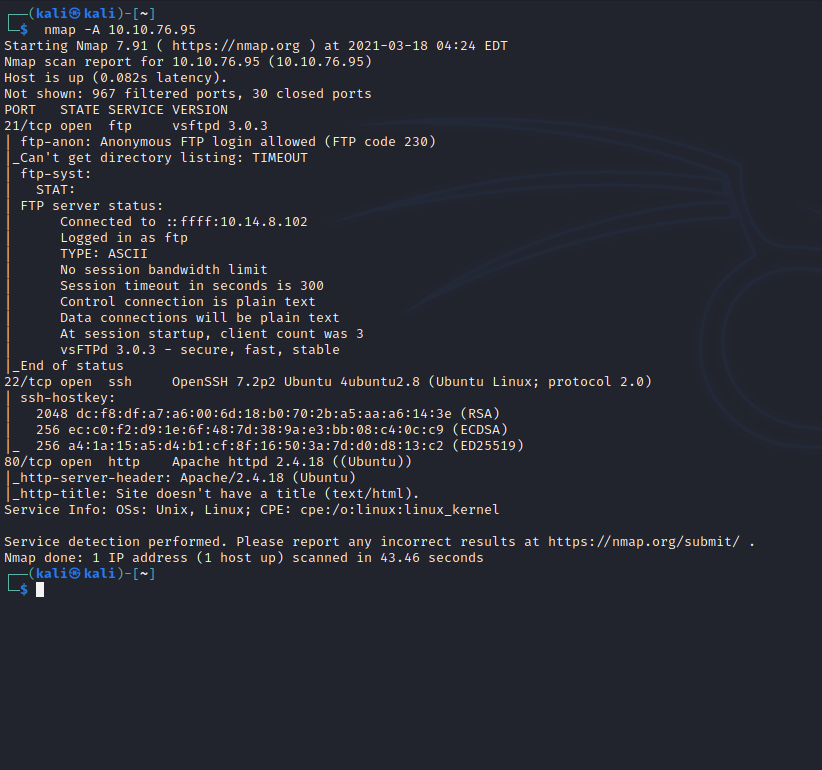 ┌──(kali㉿kali)-[~]
└─$ nmap -A 10.10.76.95
Starting Nmap 7.91 ( https://nmap.org ) at 2021-03-18 04:24 EDT
Nmap scan report for 10.10.76.95 (10.10.76.95)
Host is up (0.082s latency).
Not shown: 967 filtered ports, 30 closed ports
PORT   STATE SERVICE VERSION
21/tcp open  ftp     vsftpd 3.0.3
| ftp-anon: Anonymous FTP login allowed (FTP code 230)
|_Can't get directory listing: TIMEOUT
| ftp-syst:
|   STAT:
| FTP server status:
|      Connected to ::ffff:10.14.8.102
|      Logged in as ftp
|      TYPE: ASCII
|      No session bandwidth limit
|      Session timeout in seconds is 300
|      Control connection is plain text
|      Data connections will be plain text
|      At session startup, client count was 3
|      vsFTPd 3.0.3 - secure, fast, stable
|_End of status
22/tcp open  ssh     OpenSSH 7.2p2 Ubuntu 4ubuntu2.8 (Ubuntu Linux; protocol 2.0)
| ssh-hostkey:
|   2048 dc:f8:df:a7:a6:00:6d:18:b0:70:2b:a5:aa:a6:14:3e (RSA)
|   256 ec:c0:f2:d9:1e:6f:48:7d:38:9a:e3:bb:08:c4:0c:c9 (ECDSA)
|_  256 a4:1a:15:a5:d4:b1:cf:8f:16:50:3a:7d:d0:d8:13:c2 (ED25519)
80/tcp open  http    Apache httpd 2.4.18 ((Ubuntu))
|_http-server-header: Apache/2.4.18 (Ubuntu)
|_http-title: Site doesn't have a title (text/html).
Service Info: OSs: Unix, Linux; CPE: cpe:/o:linux:linux_kernel

Service detection performed. Please report any incorrect results at https://nmap.org/submit/ .
Nmap done: 1 IP address (1 host up) scanned in 43.46 seconds
┌──(kali㉿kali)-[~]
└─$